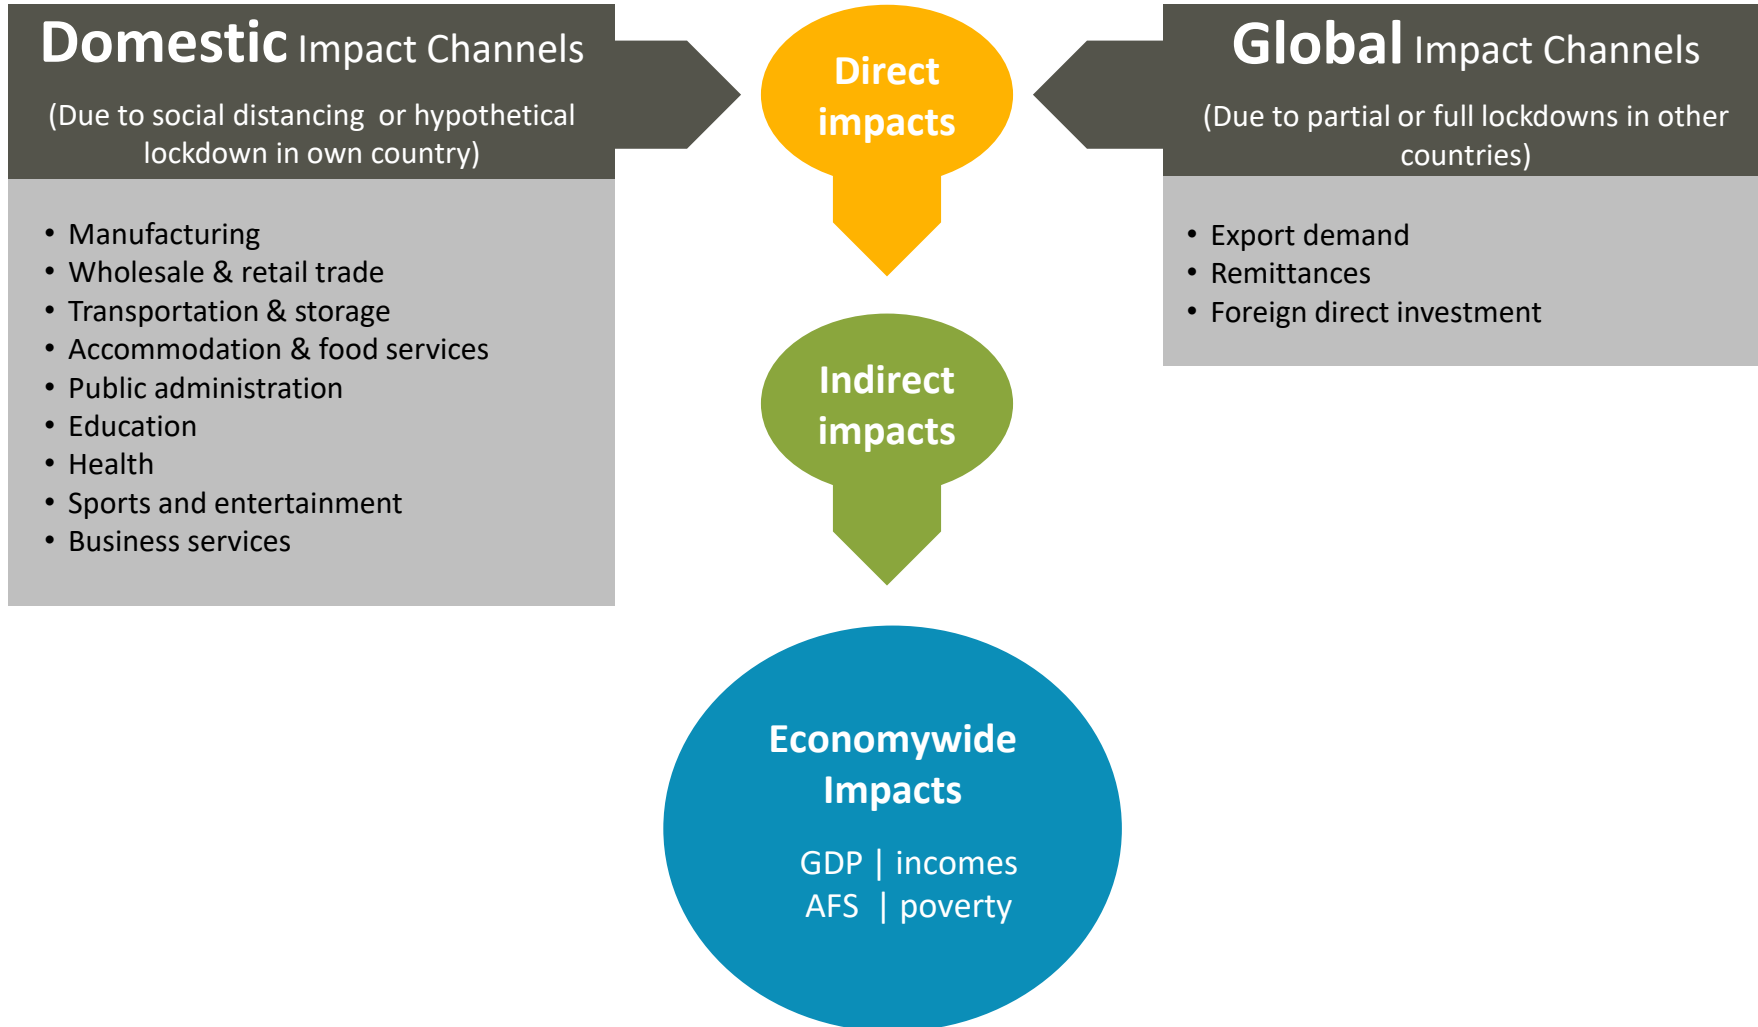 Domestic Impact Channels
(Due to social distancing  or hypothetical
lockdown in own country)
• Manufacturing
• Wholesale & retail trade
• Transportation & storage
• Accommodation & food services
• Public administration
• Education
• Health
• Sports and entertainment
• Business services
Direct
impacts
Indirect
impacts
Economywide
Impacts
GDP | incomes
AFS  | poverty
Global Impact Channels
(Due to partial or full lockdowns in other
countries)
• Export demand
• Remittances
• Foreign direct investment